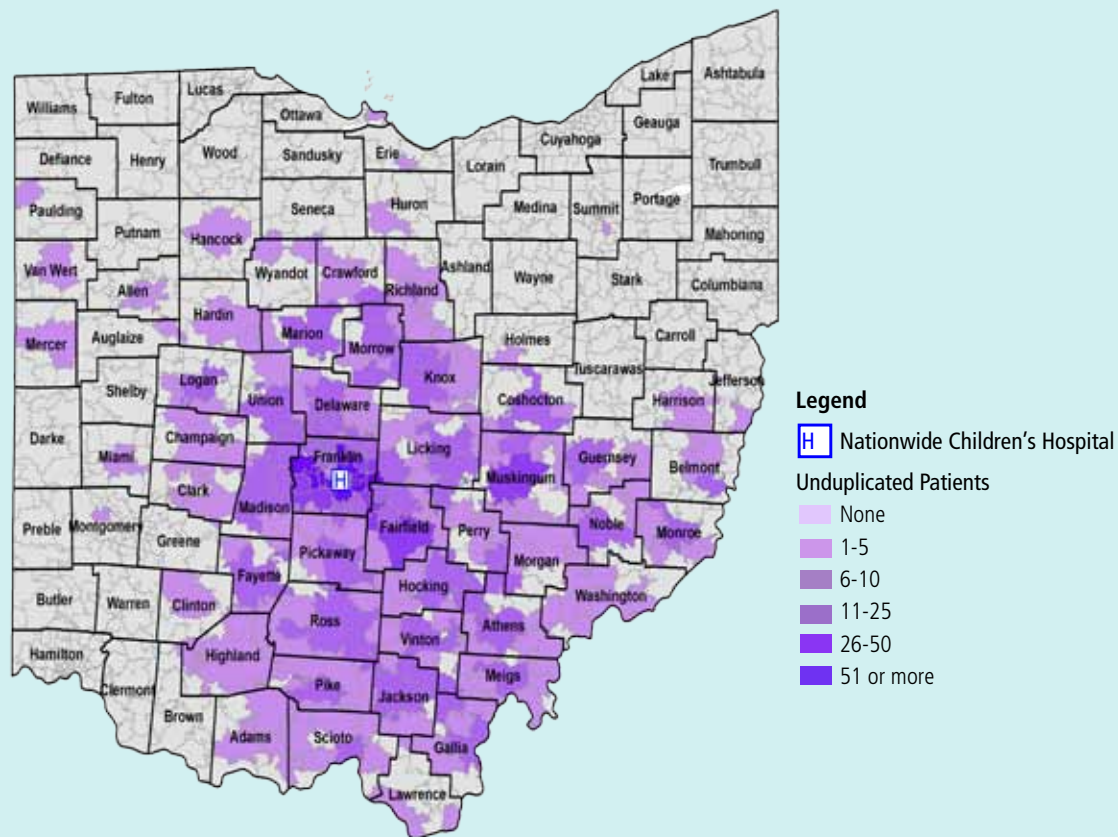 Lake
Ashtabula
Lucas
Fulton
Williams
Geauga
Ottawa
Cuyahoga
Wood
Erie
Sandusky
Henry
Defiance
Lorain
Trumbull
Portage
Huron
Medina
Summit
Seneca
Paulding
Putnam
Mahoning
Hancock
Ashland
Wayne
Stark
Van Wert
Wyandot
Crawford
Columbiana
Richland
Allen
Hardin
Marion
Carroll
Holmes
Auglaize
Mercer
Morrow
Tuscarawas
Knox
Logan
Jefferson
Shelby
Union
Coshocton
Harrison
Delaware
Legend
H Nationwide Children's Hospital
Darke
Champaign
Licking
Franklin
Miami
Guernsey
Belmont
H
Muskingum
Unduplicated Patients
Clark
Madison
None
Noble
Fairfield
Perry
Preble
Montgomery
Monroe
Greene
1-5
Pickaway
Morgan
Fayette
6-10
Hocking
Washington
Butler
Warren
Clinton
11-25
Ross
Athens
Vinton
26-50
Hamilton
Highland
Meigs
51 or more
Pike
Clermont
Jackson
Brown
Adams
Scioto
Gallia
Lawrence